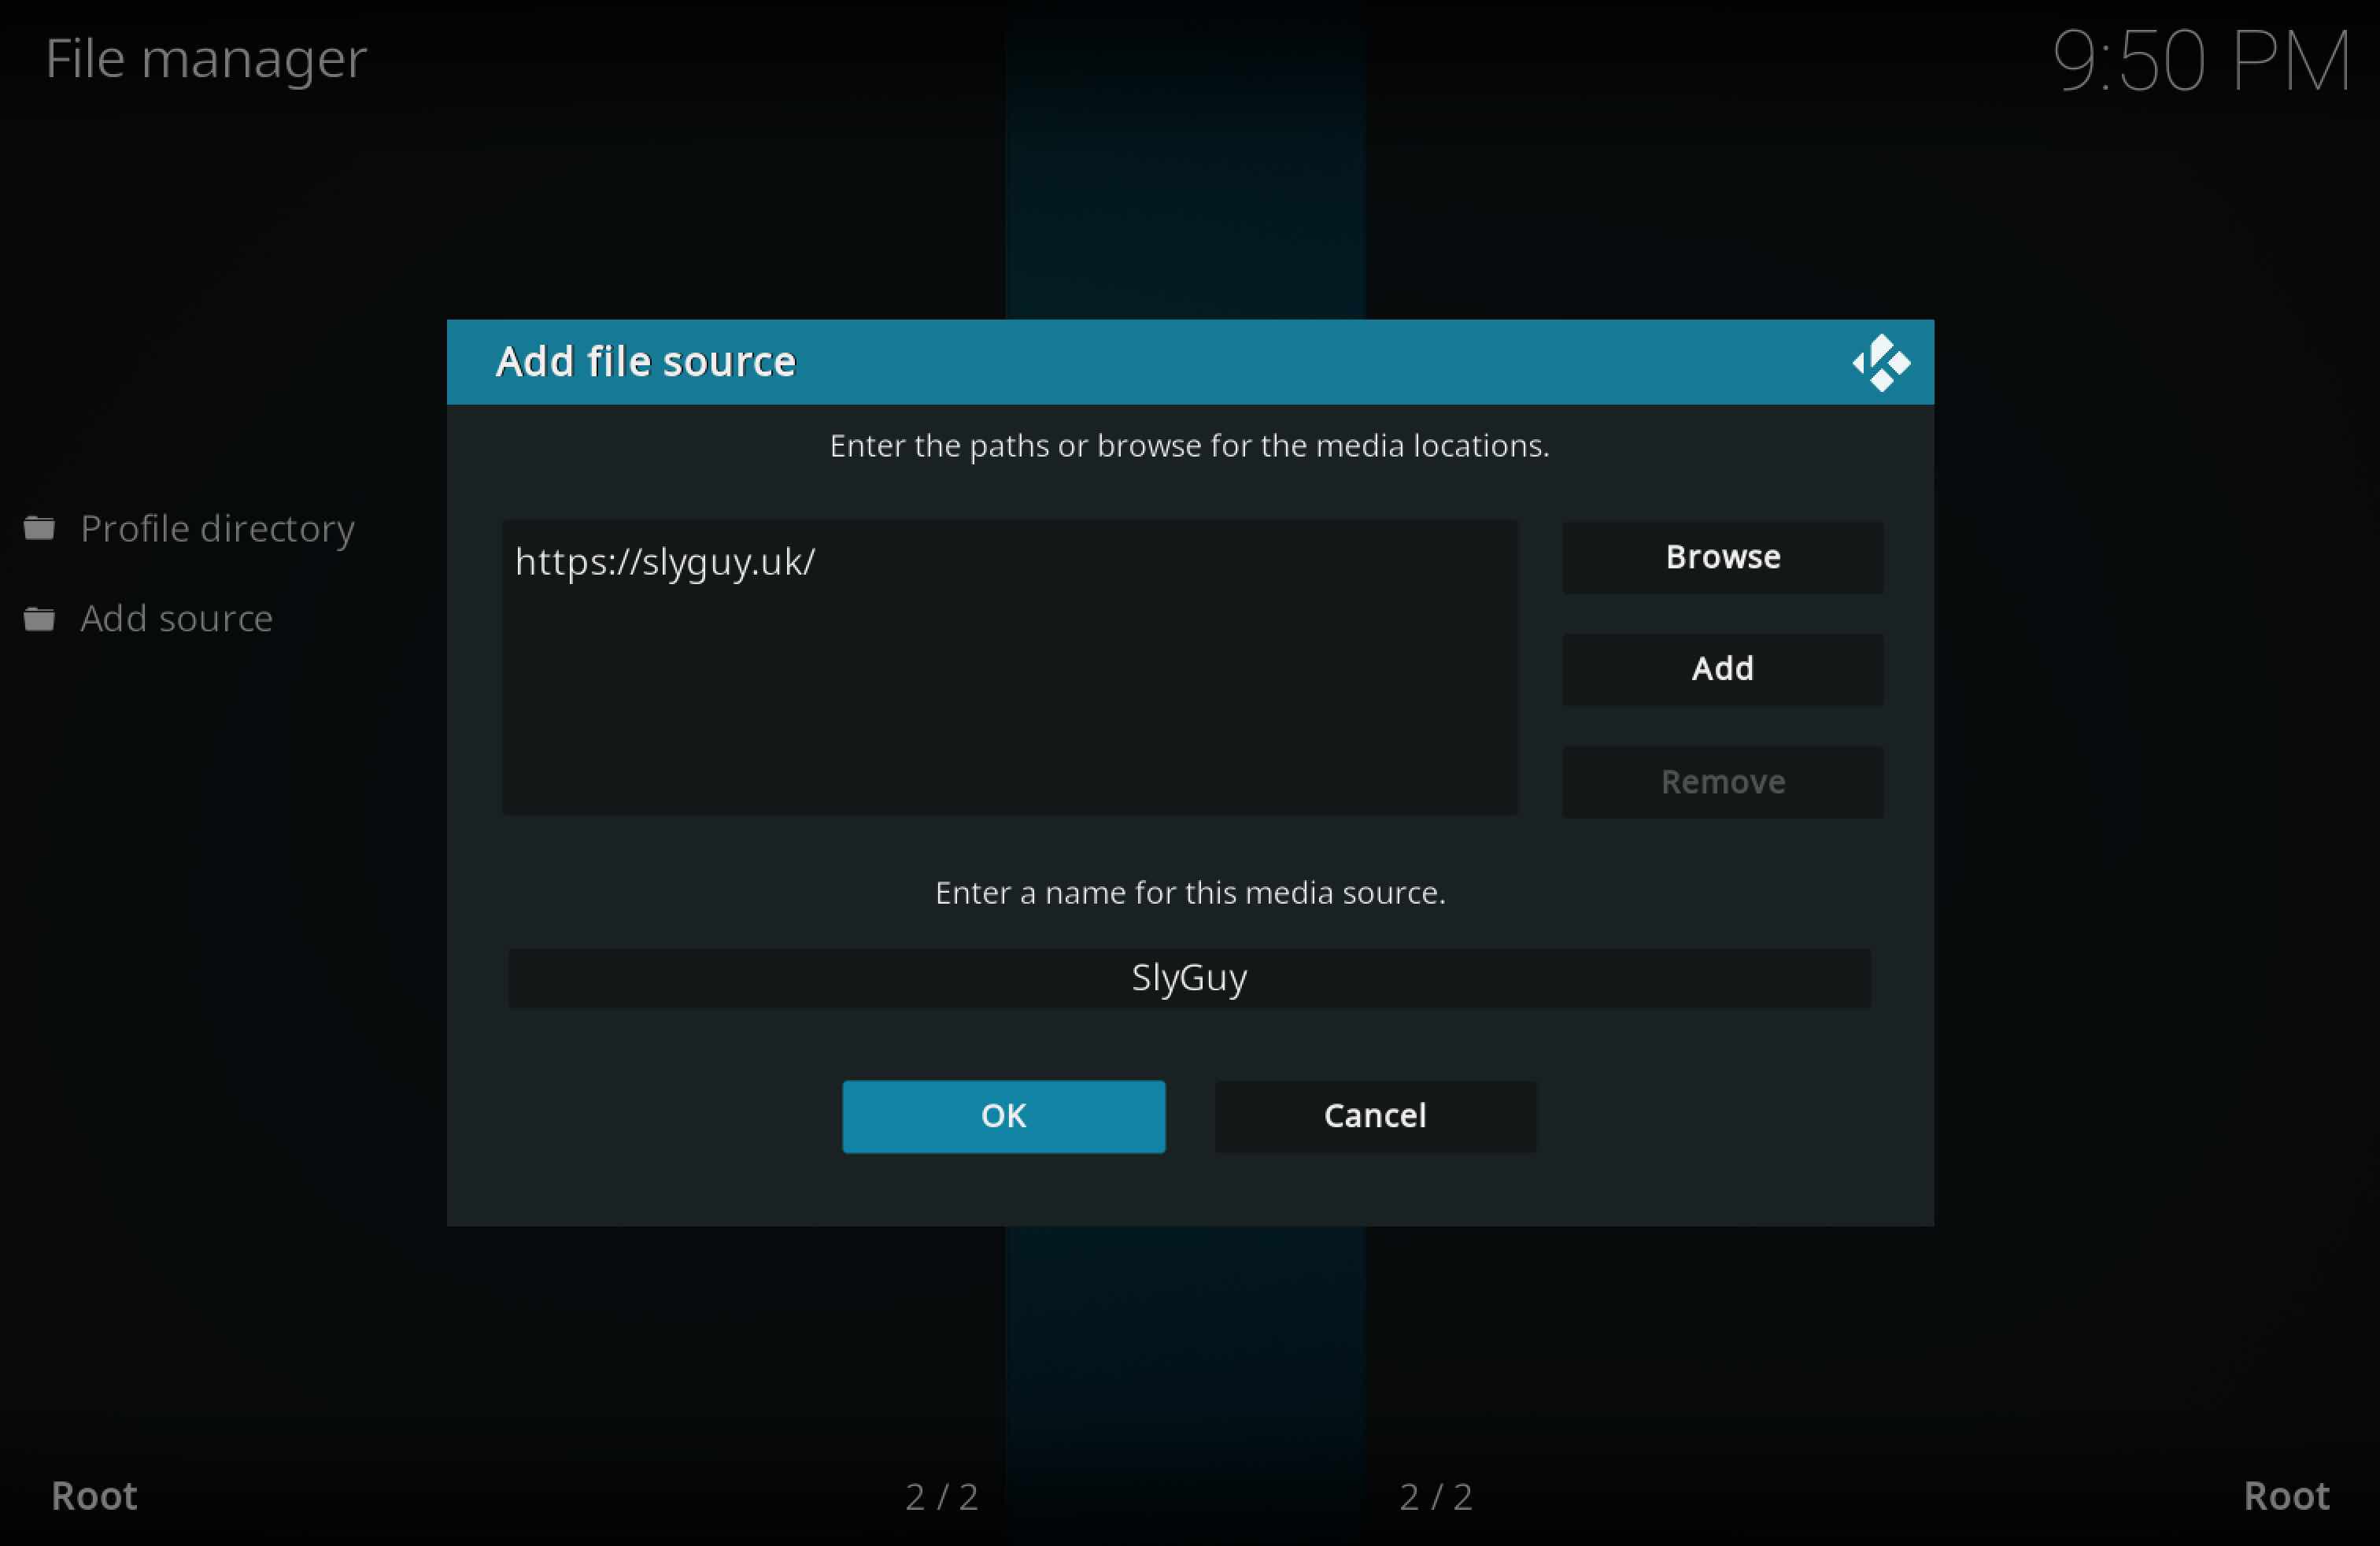 File manager
9:50 PM
Add file source
Enter the paths or browse for the media locations.
https://slyguy.uk/
Browse
Profile directory
Add source
Add
Remove
Enter a name for this media source.
SlyGuy
OK
Cancel
Root
2 / 2
2 / 2
Root